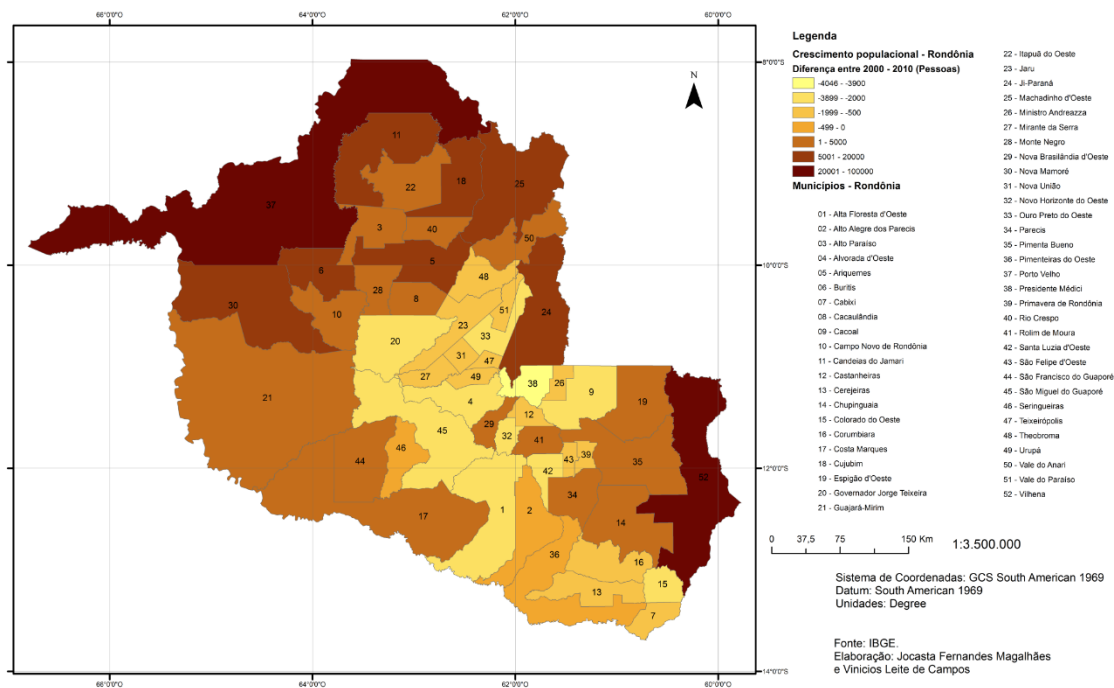 66°0'0"S
64°0'0"S
62°0'0"S
60°0'0"S
8°0'0"S
10°0'0"S
12°0'0"S
14°0'0"S
66°0'0"S
64°0'0"S
62°0'0"S
60°0'0"S
N
11
22
18
25
37
3
40
50
6
5
48
30
28
8
10
51
24
23
20
33
31
47
27
49
38
26
9
21
4
19
12
29
32
45
41
46
44
43
39
35
42
52
34
1
2
17
14
36
16
15
13
7
Legenda
Crescimento populacional - Rondônia
Diferença entre 2000 - 2010 (Pessoas)
-4046 - -3900
-3899 - -2000
-1999 - -500
-499 - 0
1 - 5000
5001 - 20000
20001 - 100000
Municípios - Rondônia
01 - Alta Floresta d'Oeste
02 - Alto Alegre dos Parecis
03 - Alto Paraíso
04 - Alvorada d'Oeste
05 - Ariquemes
06 - Buritis
07 - Cabixi
08 - Cacaulândia
09 - Cacoal
10 - Campo Novo de Rondônia
11 - Candeias do Jamari
12 - Castanheiras
13 - Cerejeiras
14 - Chupinguaia
15 - Colorado do Oeste
16 - Corumbiara
17 - Costa Marques
18 - Cujubim
19 - Espigão d'Oeste
20 - Governador Jorge Teixeira
21 - Guajará-Mirim
22 - Itapuã do Oeste
23 - Jaru
24 - Ji-Paraná
25 - Machadinho d'Oeste
26 - Ministro Andreazza
27 - Mirante da Serra
28 - Monte Negro
29 - Nova Brasilândia d'Oeste
30 - Nova Mamoré
31 - Nova União
32 - Novo Horizonte do Oeste
33 - Ouro Preto do Oeste
34 - Parecis
35 - Pimenta Bueno
36 - Pimenteiras do Oeste
37 - Porto Velho
38 - Presidente Médici
39 - Primavera de Rondônia
40 - Rio Crespo
41 - Rolim de Moura
42 - Santa Luzia d'Oeste
43 - São Felipe d'Oeste
44 - São Francisco do Guaporé
45 - São Miguel do Guaporé
46 - Seringueiras
47 - Teixeirópolis
48 - Theobroma
49 - Urupá
50 - Vale do Anari
51 - Vale do Paraíso
52 - Vilhena
0 37,5 75 150 Km
1:3.500.000
Sistema de Coordenadas: GCS South American 1969
Datum: South American 1969
Unidades: Degree
Fonte: IBGE.
Elaboração: Jocasta Fernandes Magalhães
e Vinicios Leite de Campos